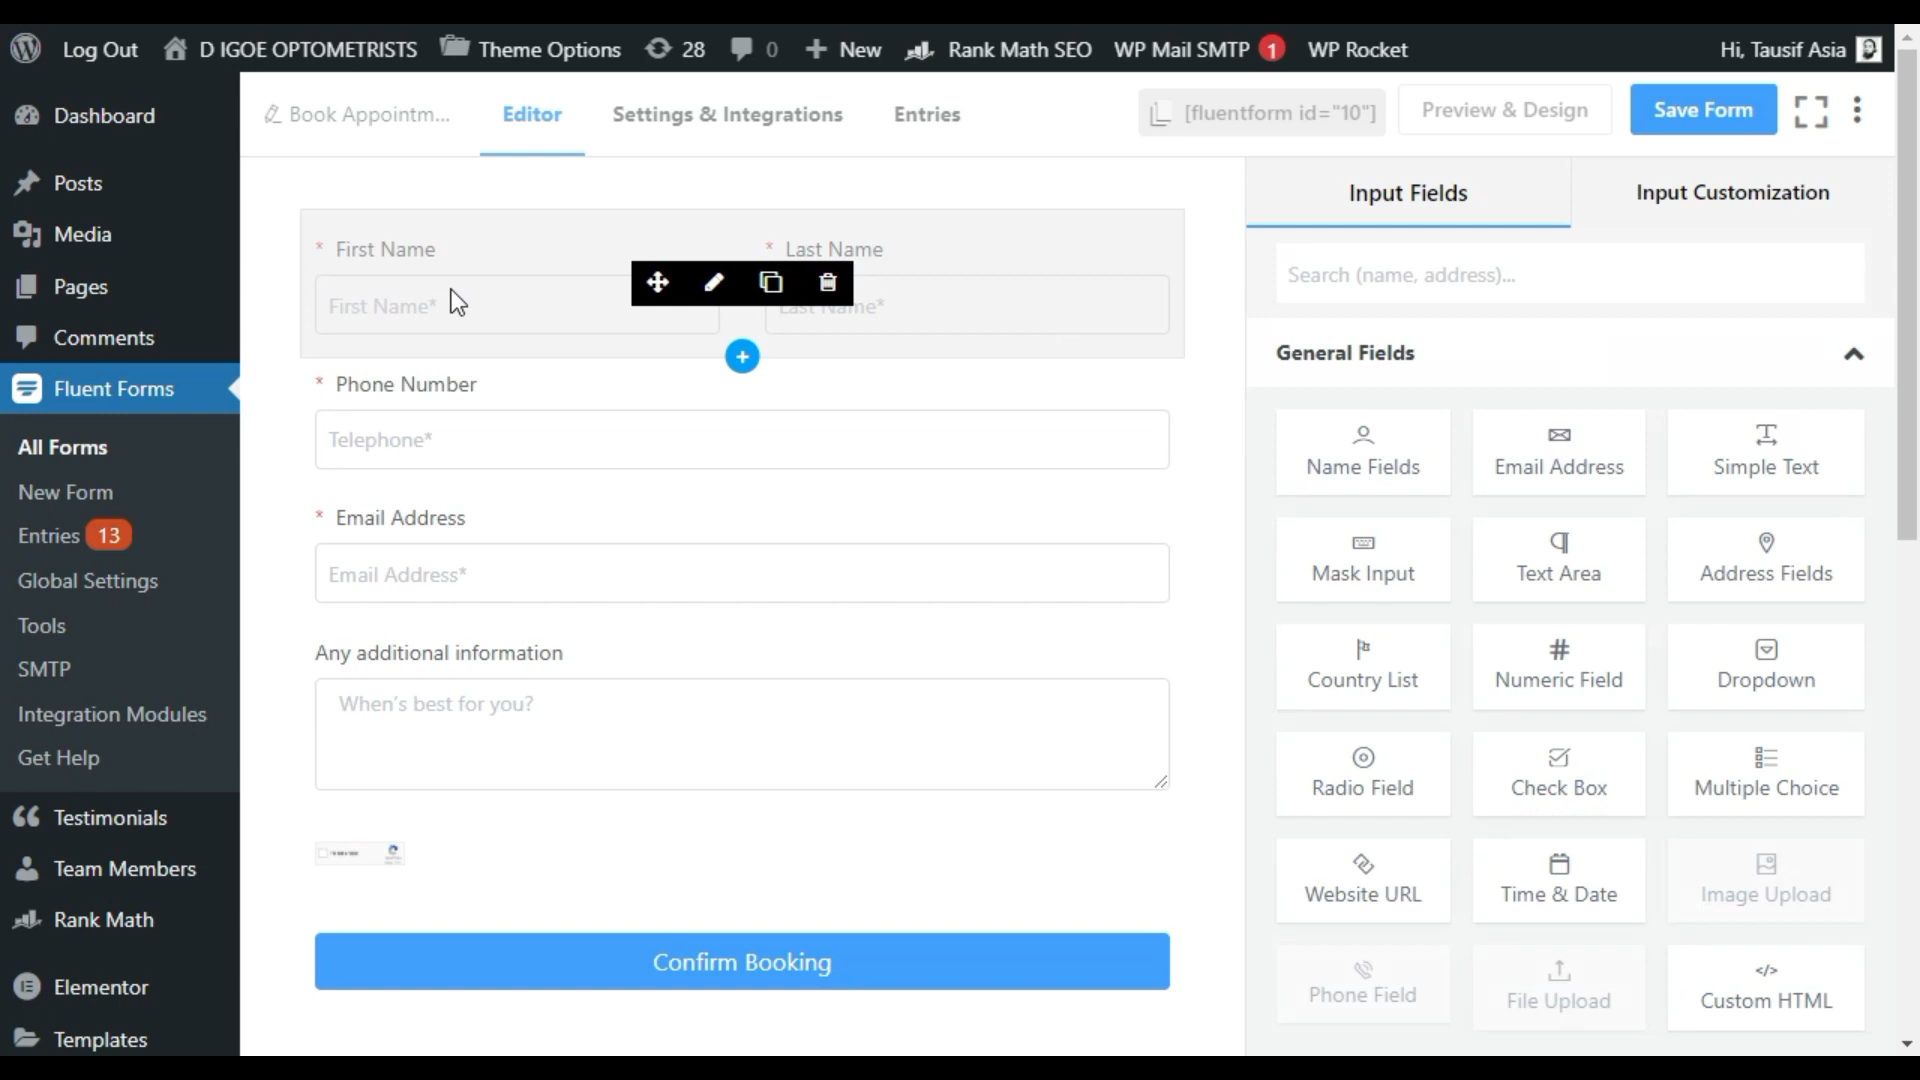 Log Out D IGOE OPTOMETRISTS Theme Options 28 0 New Rank Math SEO WP Mail SMTP 1 WP Rocket Hi, Tausif Asia
Dashboard
Posts
Media
Pages
Comments
Fluent Forms
All Forms
New Form
Entries 13
Global Settings
Tools
SMTP
Integration Modules
Get Help
Testimonials
Team Members
Rank Math
Elementor
Templates
Book Appointm... Editor Settings & Integrations Entries [fluentform id="10"] Preview & Design Save Form
* First Name * Last Name
First Name* Last Name*
* Phone Number
Telephone*
* Email Address
Email Address*
Any additional information
When's best for you?
Confirm Booking
Input Fields Input Customization
Search (name, address)...
General Fields
Name Fields Email Address Simple Text
Mask Input Text Area Address Fields
Country List Numeric Field Dropdown
Radio Field Check Box Multiple Choice
Website URL Time & Date Image Upload
Phone Field File Upload Custom HTML